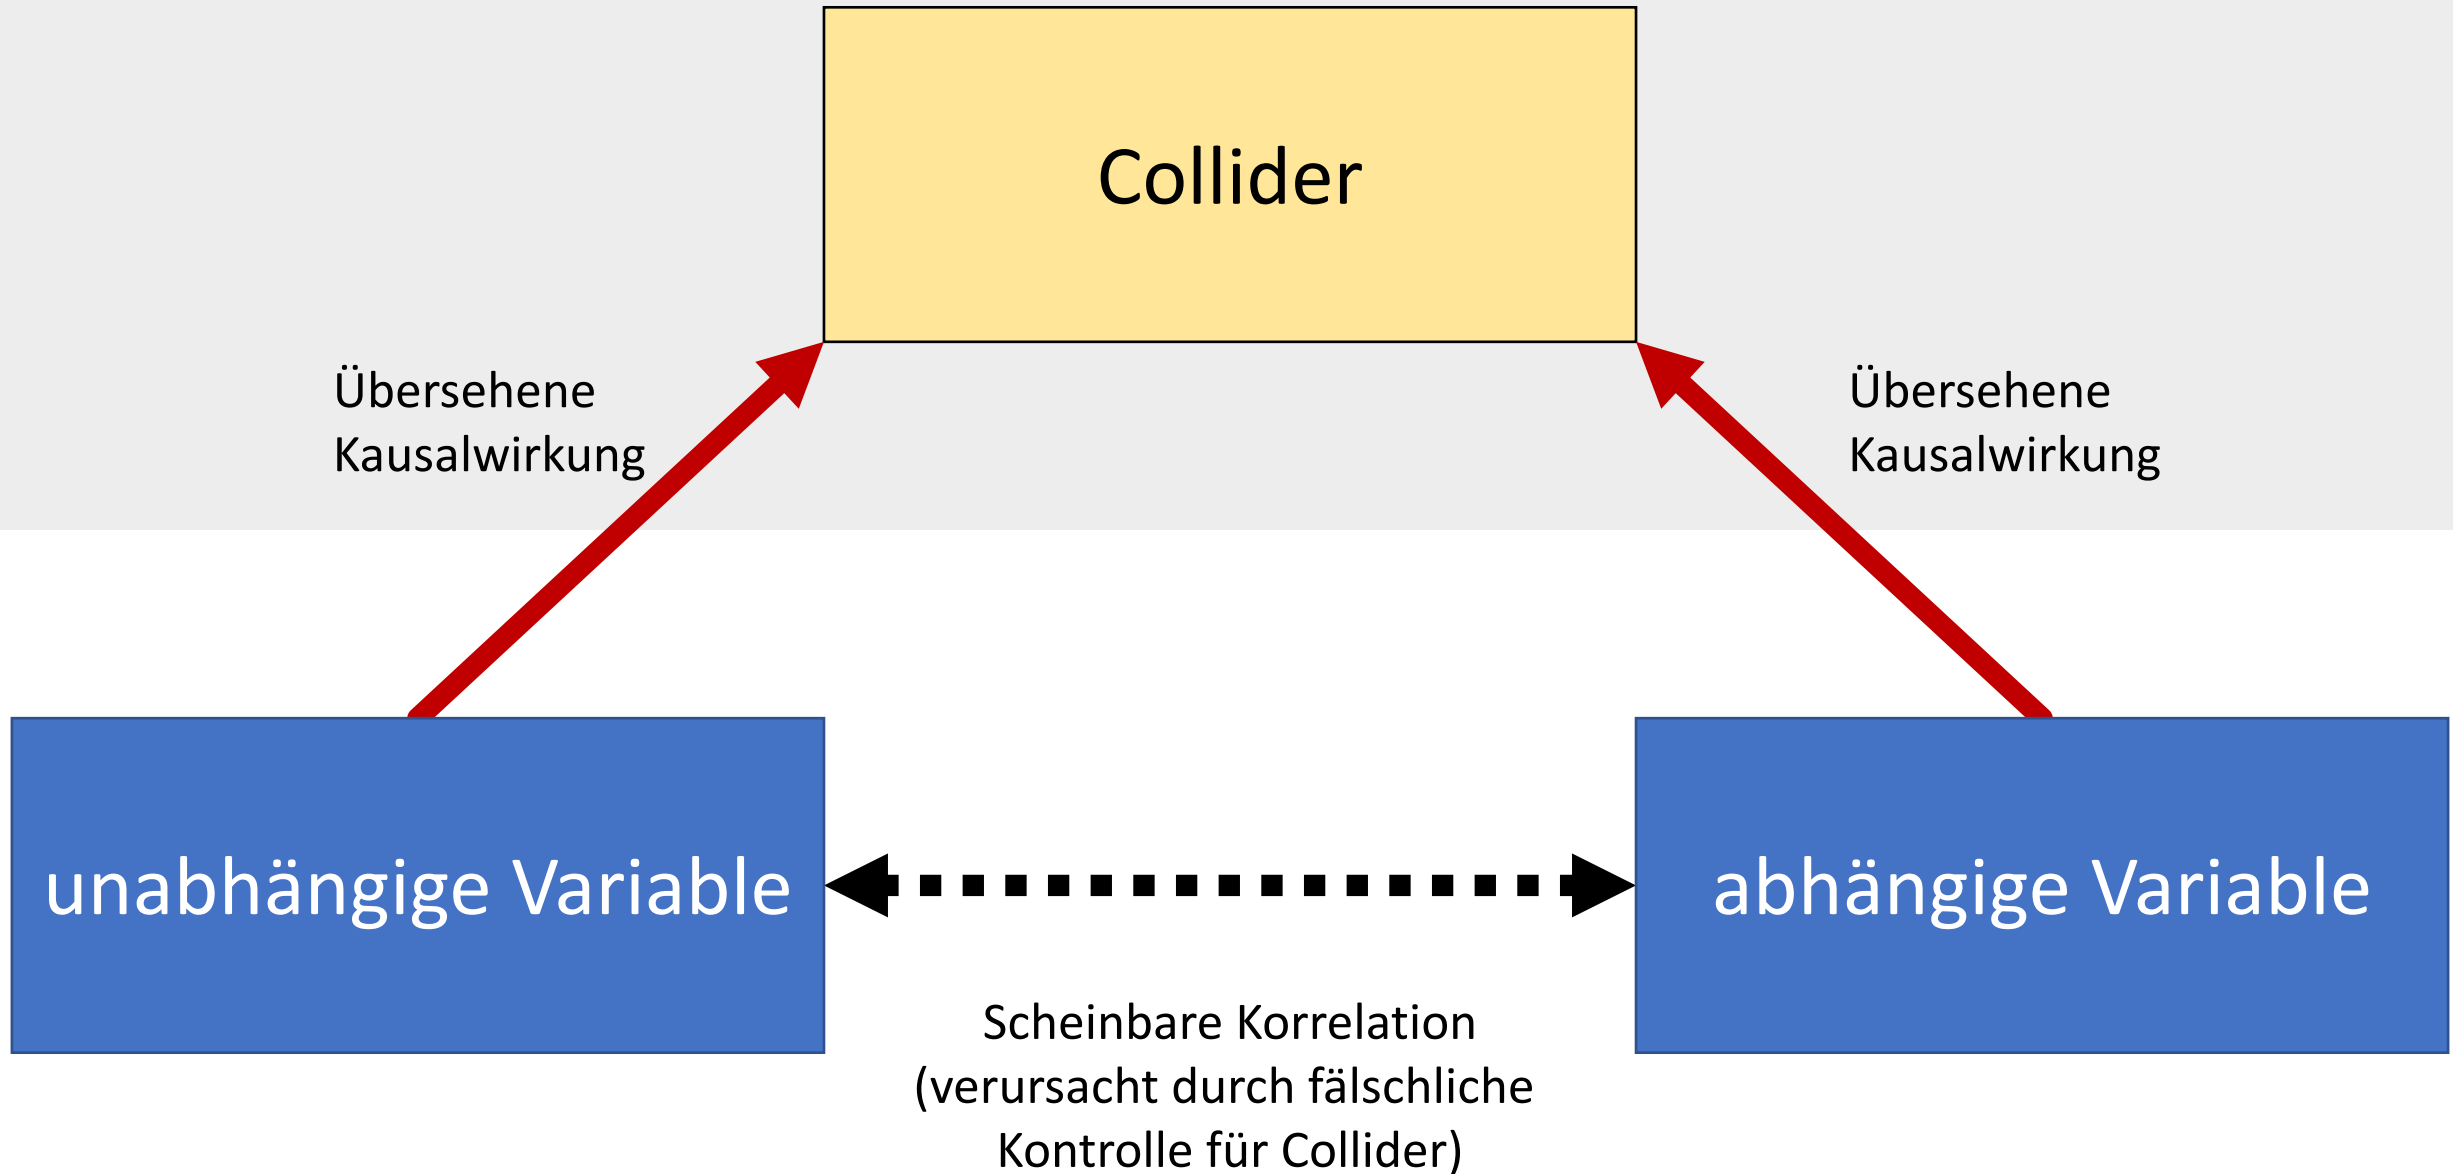 Collider
Übersehene
Kausalwirkung
Übersehene
Kausalwirkung
unabhängige Variable
abhängige Variable
Scheinbare Korrelation
(verursacht durch fälschliche
Kontrolle für Collider)